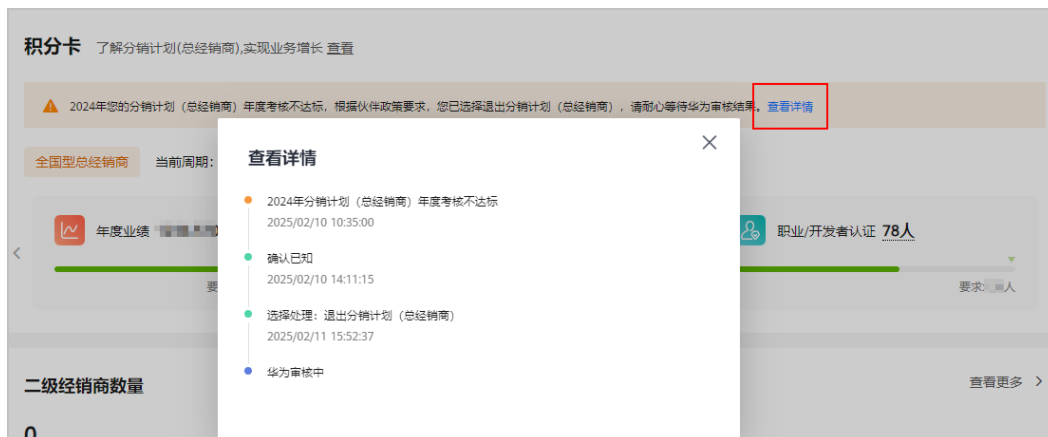 积分卡 了解分销计划(总经销商),实现业务增长 查看
2024年您的分销计划（总经销商）年度考核不达标，根据伙伴政策要求，您已选择退出分销计划（总经销商），请耐心等待华为审核结果。查看详情
全国型总经销商 当前周期：
查看详情
2024年分销计划（总经销商）年度考核不达标
2025/02/10 10:35:00
确认已知
2025/02/10 14:11:15
选择处理：退出分销计划（总经销商）
2025/02/11 15:52:37
华为审核中
年度业绩
职业/开发者认证 78人
要求: 人
二级经销商数量
查看更多
0